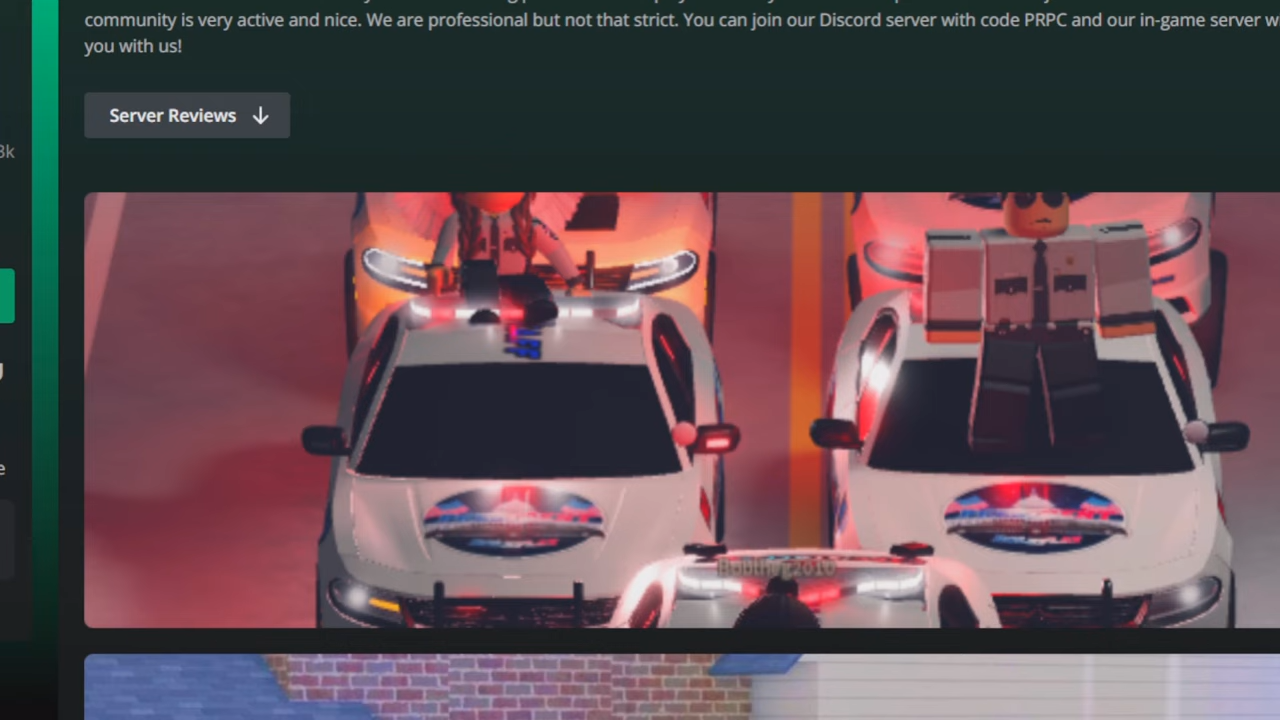 community is very active and nice. We are professional but not that strict. You can join our Discord server with code PRPC and our in-game server w
you with us!
Server Reviews
3k
e